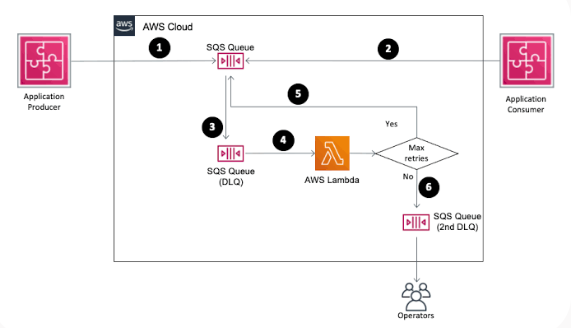 aws
AWS Cloud
1
2
SQS Queue
Application
Producer
Application
Consumer
5
3
4
Yes
Max
retries
SQS Queue
(DLQ)
AWS Lambda
No
6
SQS Queue
(2nd DLQ)
Operators